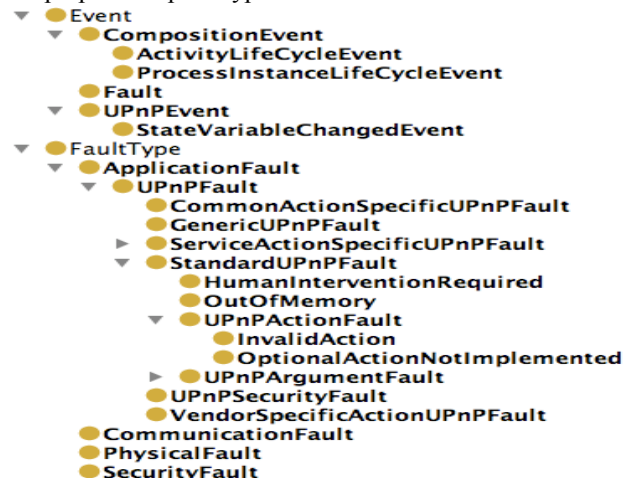 Event
CompositionEvent
ActivityLifeCycleEvent
ProcessInstanceLifeCycleEvent
Fault
UPnPEvent
StateVariableChangedEvent
FaultType
ApplicationFault
UPnPFault
CommonActionSpecificUPnPFault
GenericUPnPFault
ServiceActionSpecificUPnPFault
StandardUPnPFault
HumanInterventionRequired
OutOfMemory
UPnPActionFault
InvalidAction
OptionalActionNotImplemented
UPnPArgumentFault
UPnPSecurityFault
VendorSpecificActionUPnPFault
CommunicationFault
PhysicalFault
SecurityFault